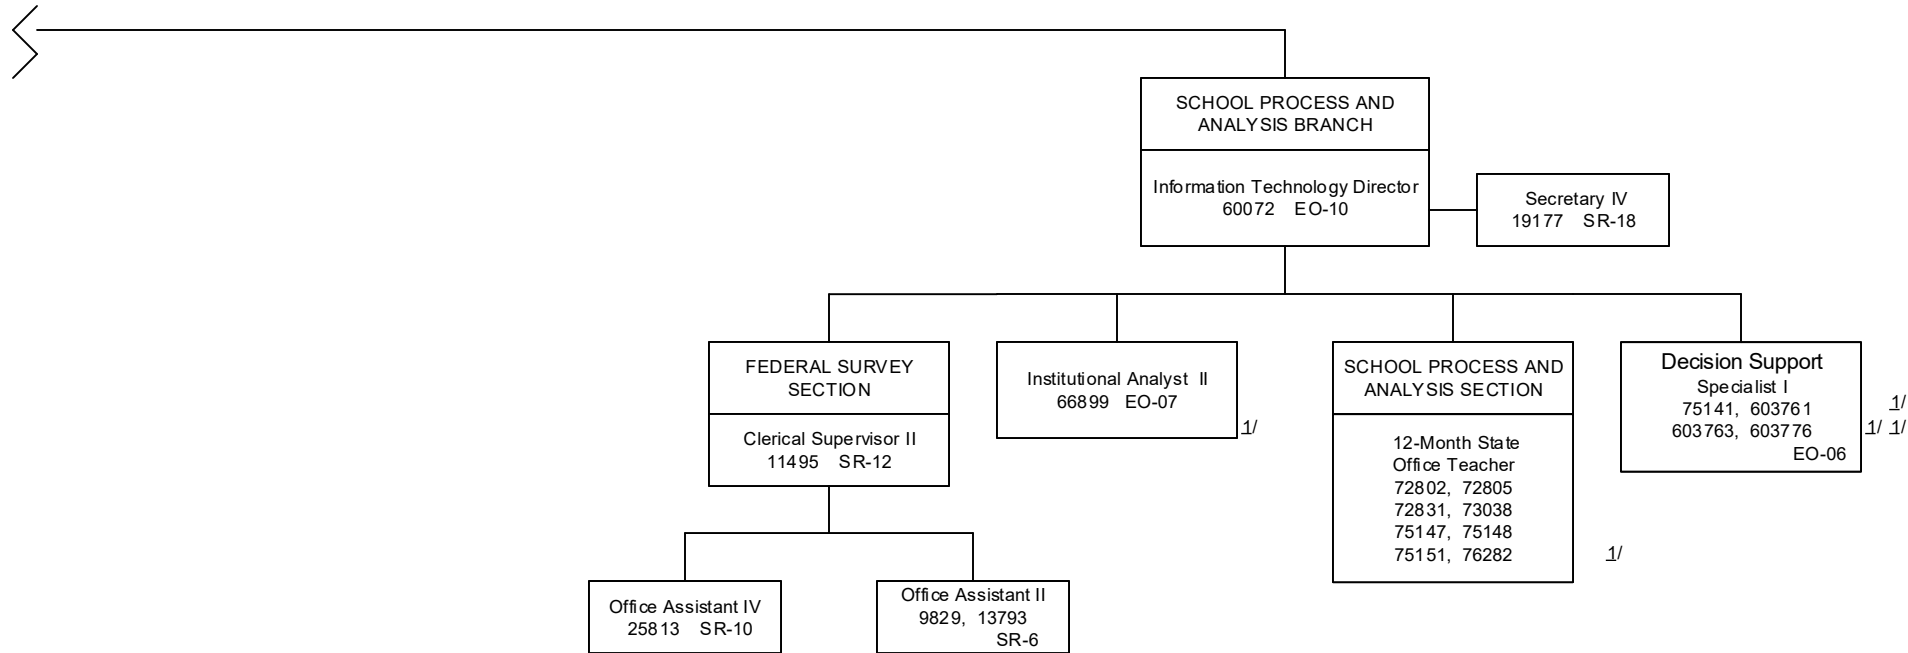 SCHOOL PROCESS AND
ANALYSIS BRANCH
Information Technology Director
60072 EO-10
Secretary IV
19177 SR-18
FEDERAL SURVEY
SECTION
Clerical Supervisor II
11495 SR-12
Institutional Analyst II
66899 EO-07
1/
SCHOOL PROCESS AND
ANALYSIS SECTION
12-Month State
Office Teacher
72802, 72805
72831, 73038
75147, 75148
75151, 76282 1/
Decision Support
Specialist I
75141, 603761 1/
603763, 603776 1/ 1/
EO-06
Office Assistant IV
25813 SR-10
Office Assistant II
9829, 13793
SR-6